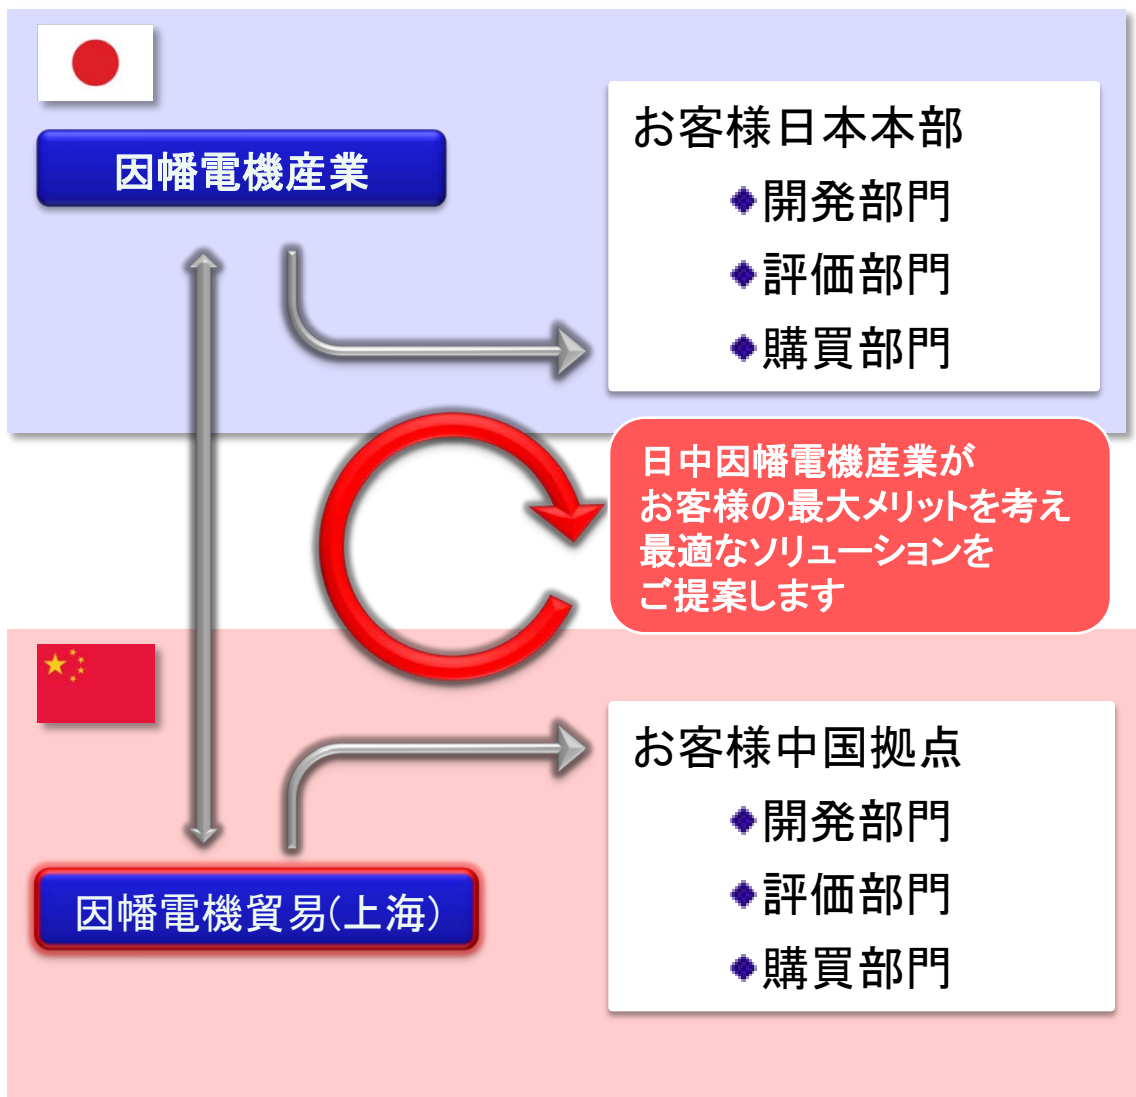 因幡電機産業
お客様日本本部
開発部門
評価部門
購買部門
日中因幡電機産業が
お客様の最大メリットを考え
最適なソリューションを
ご提案します
お客様中国拠点
開発部門
評価部門
購買部門
因幡電機貿易(上海)